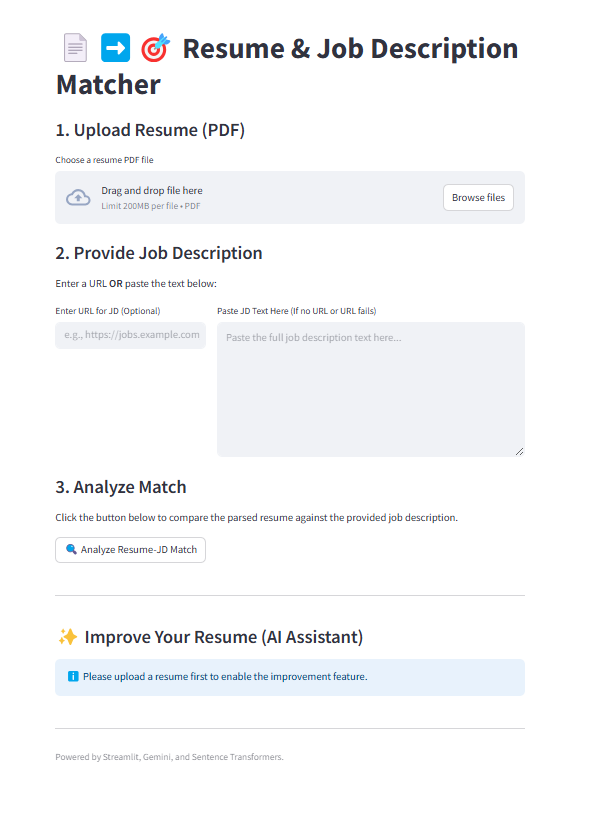 Resume & Job Description
Matcher
1. Upload Resume (PDF)
Choose a resume PDF file
Drag and drop file here
Limit 200MB per file • PDF
Browse files
2. Provide Job Description
Enter a URL OR paste the text below:
Enter URL for JD (Optional)
e.g., https://jobs.example.com
Paste JD Text Here (If no URL or URL fails)
Paste the full job description text here...
3. Analyze Match
Click the button below to compare the parsed resume against the provided job description.
Analyze Resume-JD Match
Improve Your Resume (AI Assistant)
Please upload a resume first to enable the improvement feature.
Powered by Streamlit, Gemini, and Sentence Transformers.